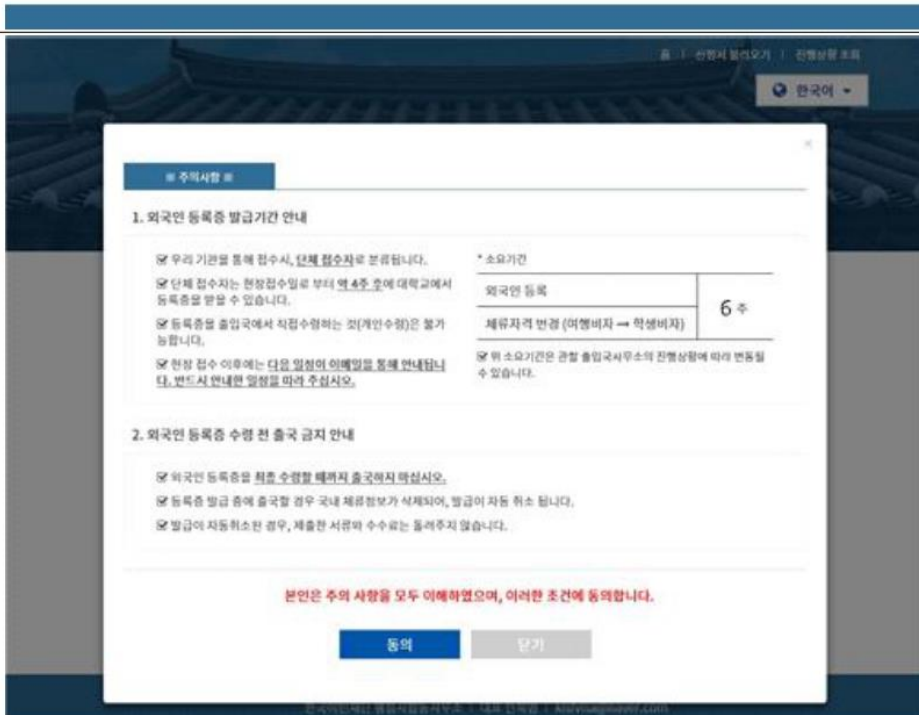 홈 | 신청서 불러오기 | 진행상황 조회
한국어
※ 주의사항 ※
1. 외국인 등록증 발급기간 안내
우리 기관을 통해 접수시, 단체 접수자로 분류됩니다.
단체 접수자는 현장접수일로 부터 약 4주 후에 대학교에서
등록증을 받을 수 있습니다.
등록증을 출입국에서 직접수령하는 것(개인수령)은 불가
능합니다.
현장 접수 이후에는 다음 일정이 이메일을 통해 안내됩니
다. 반드시 안내한 일정을 따라 주십시오.
* 소요기간
외국인 등록
체류자격 변경 (여행비자 → 학생비자)
6 주
위 소요기간은 관할 출입국사무소의 진행상황에 따라 변동될
수 있습니다.
2. 외국인 등록증 수령 전 출국 금지 안내
외국인 등록증을 최종 수령할 때까지 출국하지 마십시오.
등록증 발급 중에 출국할 경우 국내 체류정보가 삭제되어, 발급이 자동 취소 됩니다.
발급이 자동취소된 경우, 제출한 서류와 수수료는 돌려주지 않습니다.
본인은 주의 사항을 모두 이해하였으며, 이러한 조건에 동의합니다.
동의
닫기